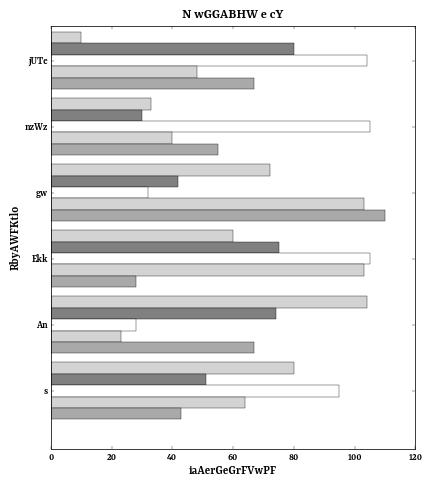 N wGGABHW e cY
jUTc
nzWz
gw
Ekk
An
s
RbyAWFKtlo
0 20 40 60 80 100 120
iaAerGeGrFVwPF